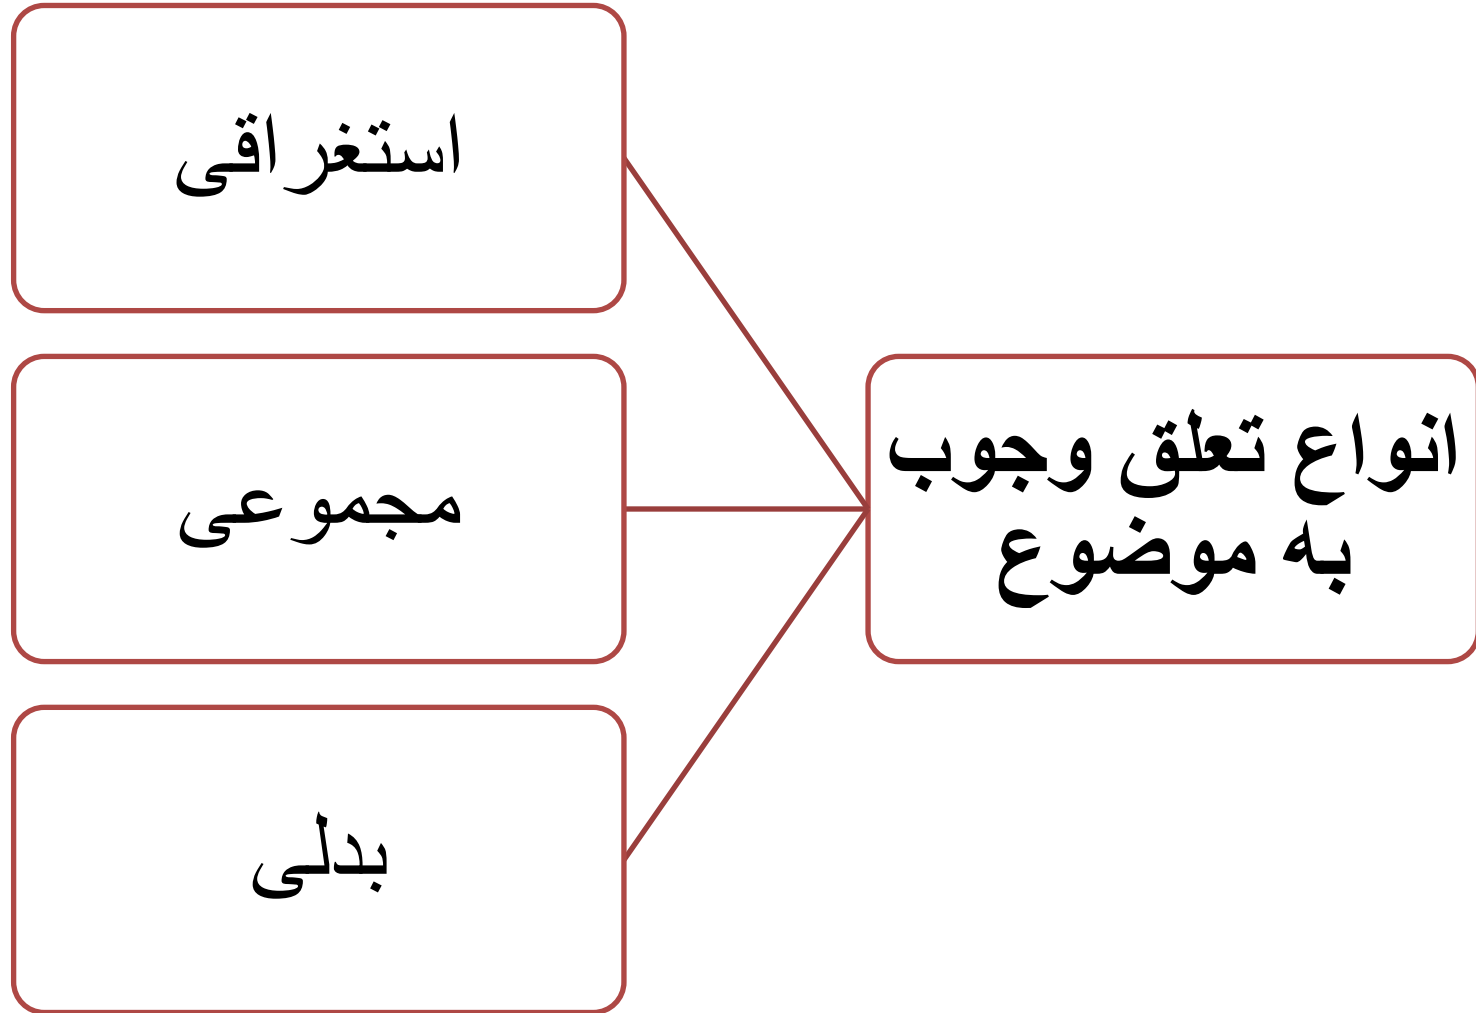 انواع تعلق وجوب
به موضوع
استغراقی
مجموعی
بدلی